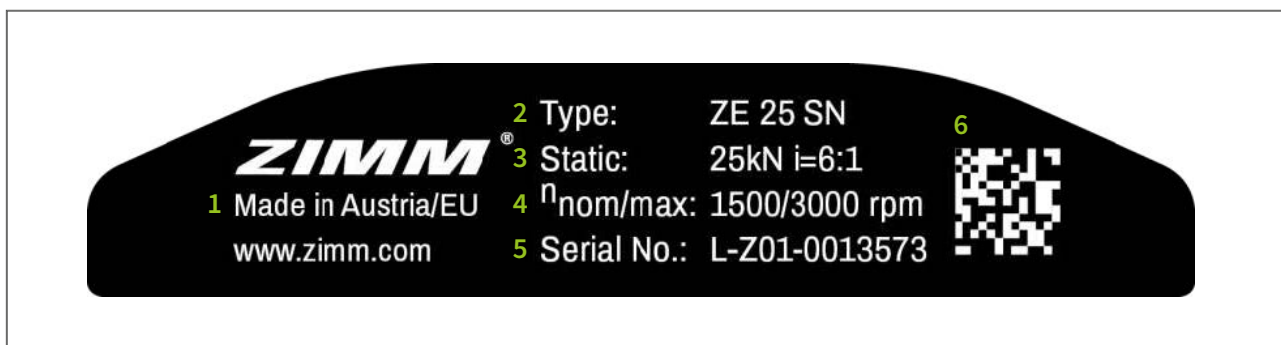 ZIMM®
1 Made in Austria/EU
www.zimm.com
2 Type: ZE 25 SN
3 Static: 25kN i=6:1
4 nnom/max: 1500/3000 rpm
5 Serial No.: L-Z01-0013573
6